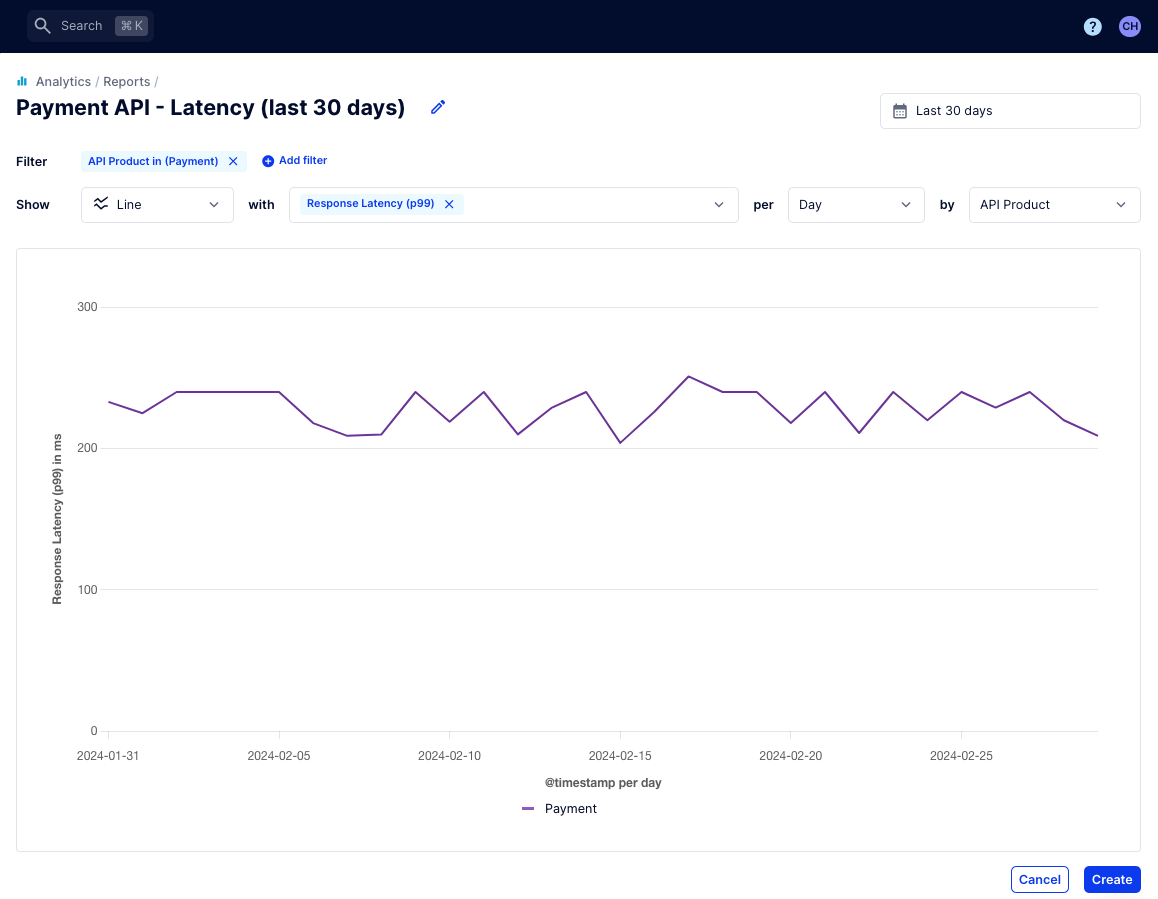 Search ⌘ K
? CH
Analytics / Reports /
Payment API - Latency (last 30 days)
Last 30 days
Filter API Product in (Payment) Add filter
Show Line with Response Latency (p99) per Day by API Product
300
200
100
0
Response Latency (p99) in ms
2024-01-31 2024-02-05 2024-02-10 2024-02-15 2024-02-20 2024-02-25
@timestamp per day
Payment
Cancel Create